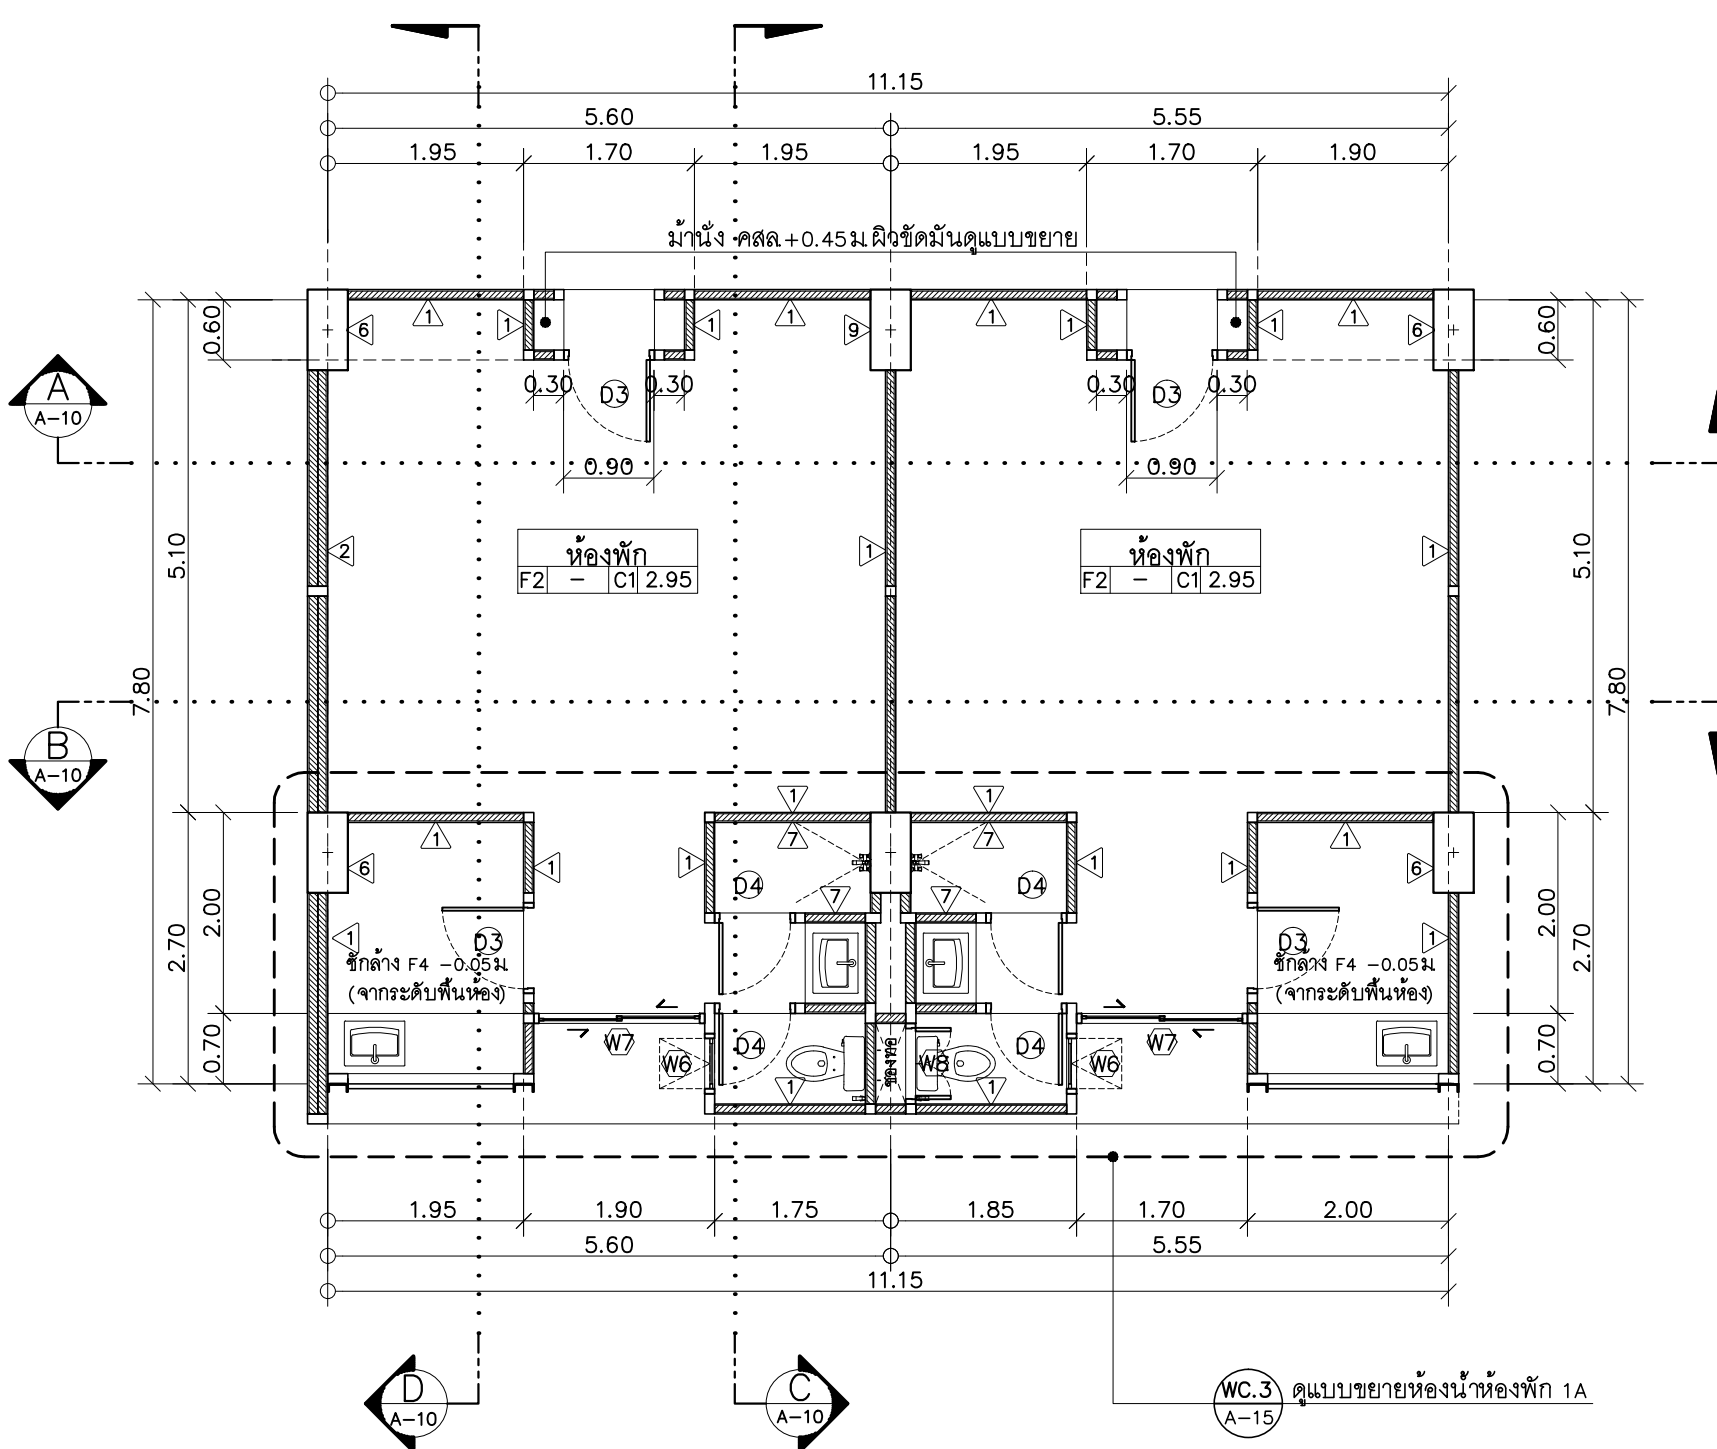 11.15
5.60 5.55
1.95 1.70 1.95 1.95 1.70 1.90
ม้านั่ง คสล.+0.45ม.ผิวขัดมันดูแบบขยาย
0.60 6 1 1 1 1 9 1 1 1 1 6 0.60
A
A-10
0.30 D3 0.30 0.30 D3 0.30
0.90 0.90
5.10 2 1 1 5.10
ห้องพัก ห้องพัก
F2 - C1 2.95 F2 - C1 2.95
7.80 7.80
B
A-10
1 1
1 7 7 1
6 1 1 1 1 6
D4 D4
7 7
2.00 2.70 2.00 2.70
1 D3 D3 1
ซักล้าง F4 -0.05ม. ซักล้าง F4 -0.05ม.
(จากระดับพื้นห้อง) (จากระดับพื้นห้อง)
0.70 W7 D4 D4 W7 0.70
W6 ช่องท่อ W8 W6
1 1
1.95 1.90 1.75 1.85 1.70 2.00
5.60 5.55
11.15
D
A-10
C
A-10
WC.3 ดูแบบขยายห้องน้ำห้องพัก 1A
A-15